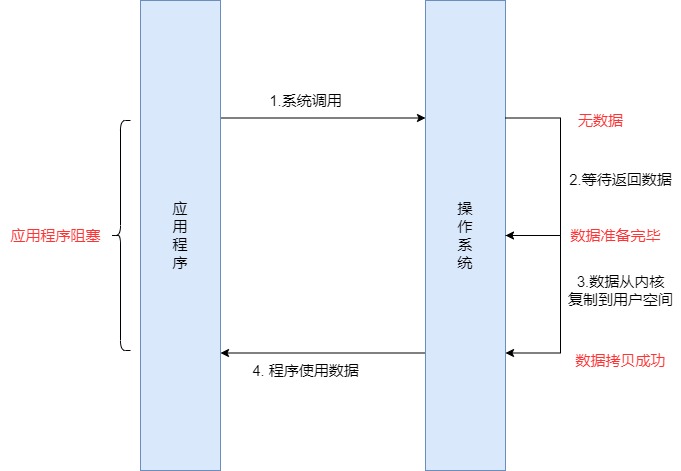 1.系统调用
无数据
2.等待返回数据
应用程序阻塞
应用程序
操作系统
数据准备完毕
3.数据从内核
复制到用户空间
4. 程序使用数据
数据拷贝成功